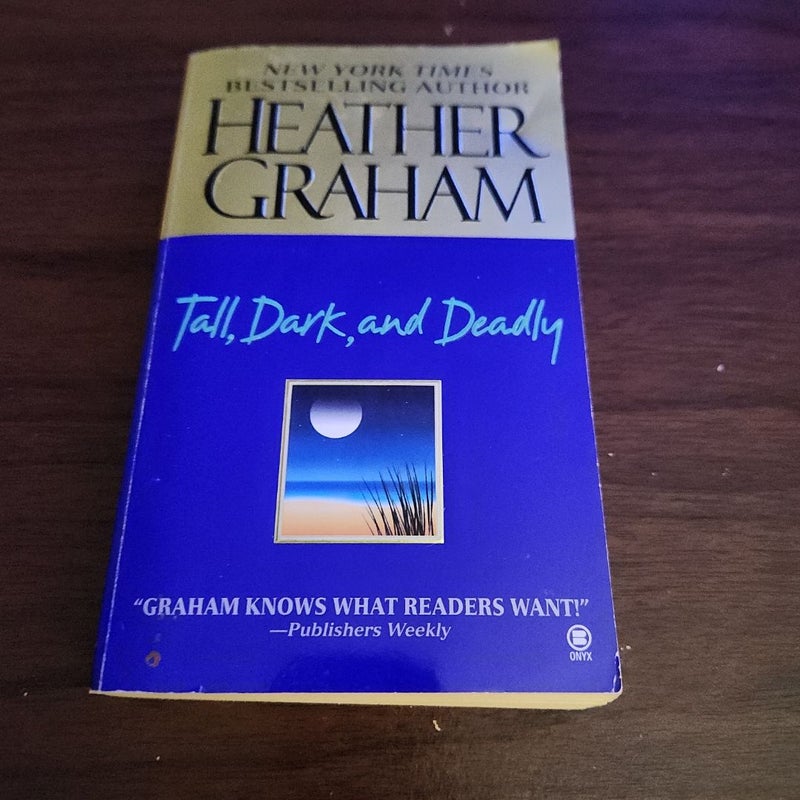 NEW YORK TIMES
BESTSELLING AUTHOR
HEATHER
GRAHAM
Tall, Dark, and Deadly
"GRAHAM KNOWS WHAT READERS WANT!"
—Publishers Weekly
ONYX